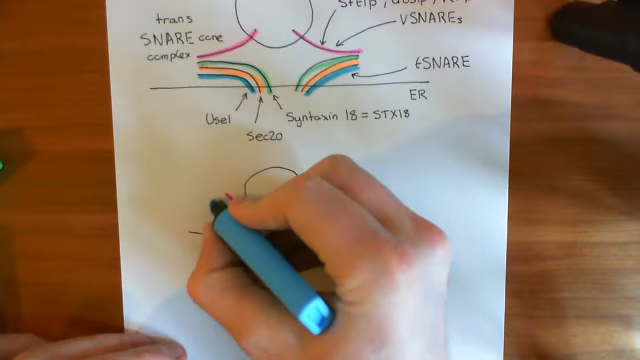 trans
SNARE core
complex
VSNAREs
tSNARE
ER
Use1
Sec20
Syntaxin 18 = STX18